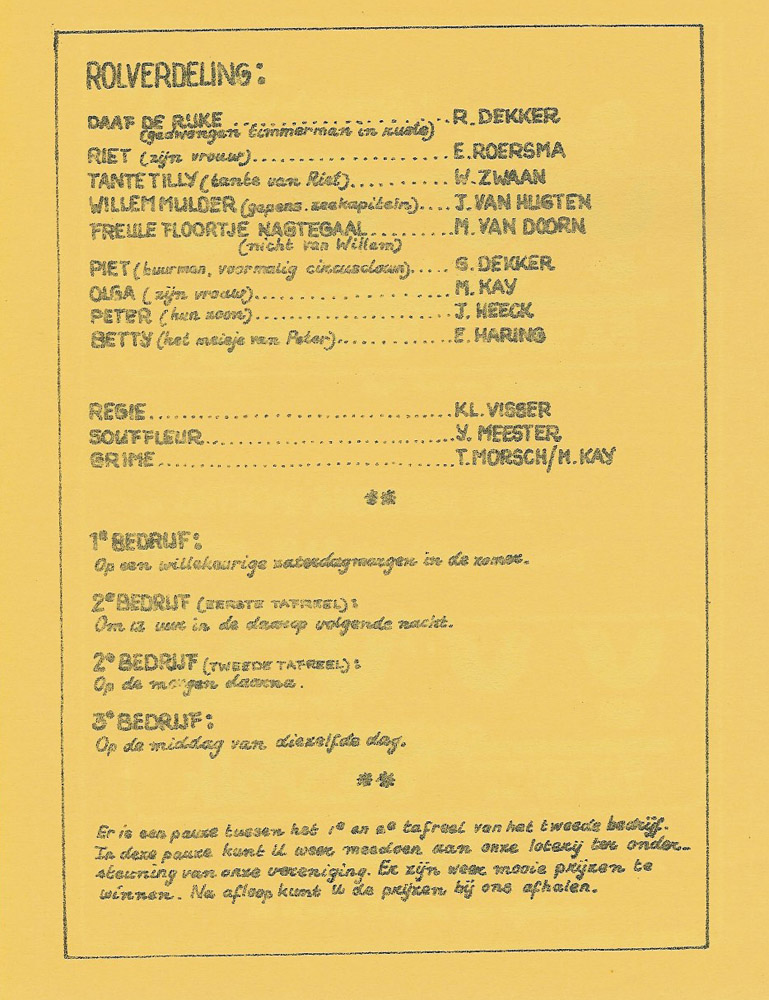 ROLVERDELING:
DAAF DE RIJKE ....................... R. DEKKER
(gedwongen timmerman in ruste)
RIET (zijn vrouw)....................... E. ROERSMA
TANTE TILLY (tante van Riet).......... W. ZWAAN
WILLEM MULDER (gepens. zeekapitein).... J. VAN HUGTEN
FREULE FLOORTJE NAGTEGAAL......... M. VAN DOORN
(nicht van Willem)
PIET (buurman, voormalig circusclown)..... G. DEKKER
OLGA (zijn vrouw)...................... M. KAY
PETER (hun zoon)...................... J. HEECK
BETTY (het meisje van Peter)............ E. HARING
REGIE.................................. KL. VISSER
SOUFFLEUR............................ Y. MEESTER
GRIME................................. T. MORSCH/M. KAY
**
1e BEDRIJF:
Op een willekeurige zaterdagmorgen in de zomer.
2e BEDRIJF (EERSTE TAFREEL):
Om 12 uur in de daarop volgende nacht.
2e BEDRIJF (TWEEDE TAFREEL):
Op de morgen daarna.
3e BEDRIJF:
Op de middag van diezelfde dag.
**
Er is een pauze tussen het 1e en 2e tafreel van het tweede bedrijf.
In deze pauze kunt U weer meedoen aan onze loterij ter onder-
steuning van onze vereniging. Er zijn weer mooie prijzen te
winnen. Na afloop kunt U de prijzen bij ons afhalen.